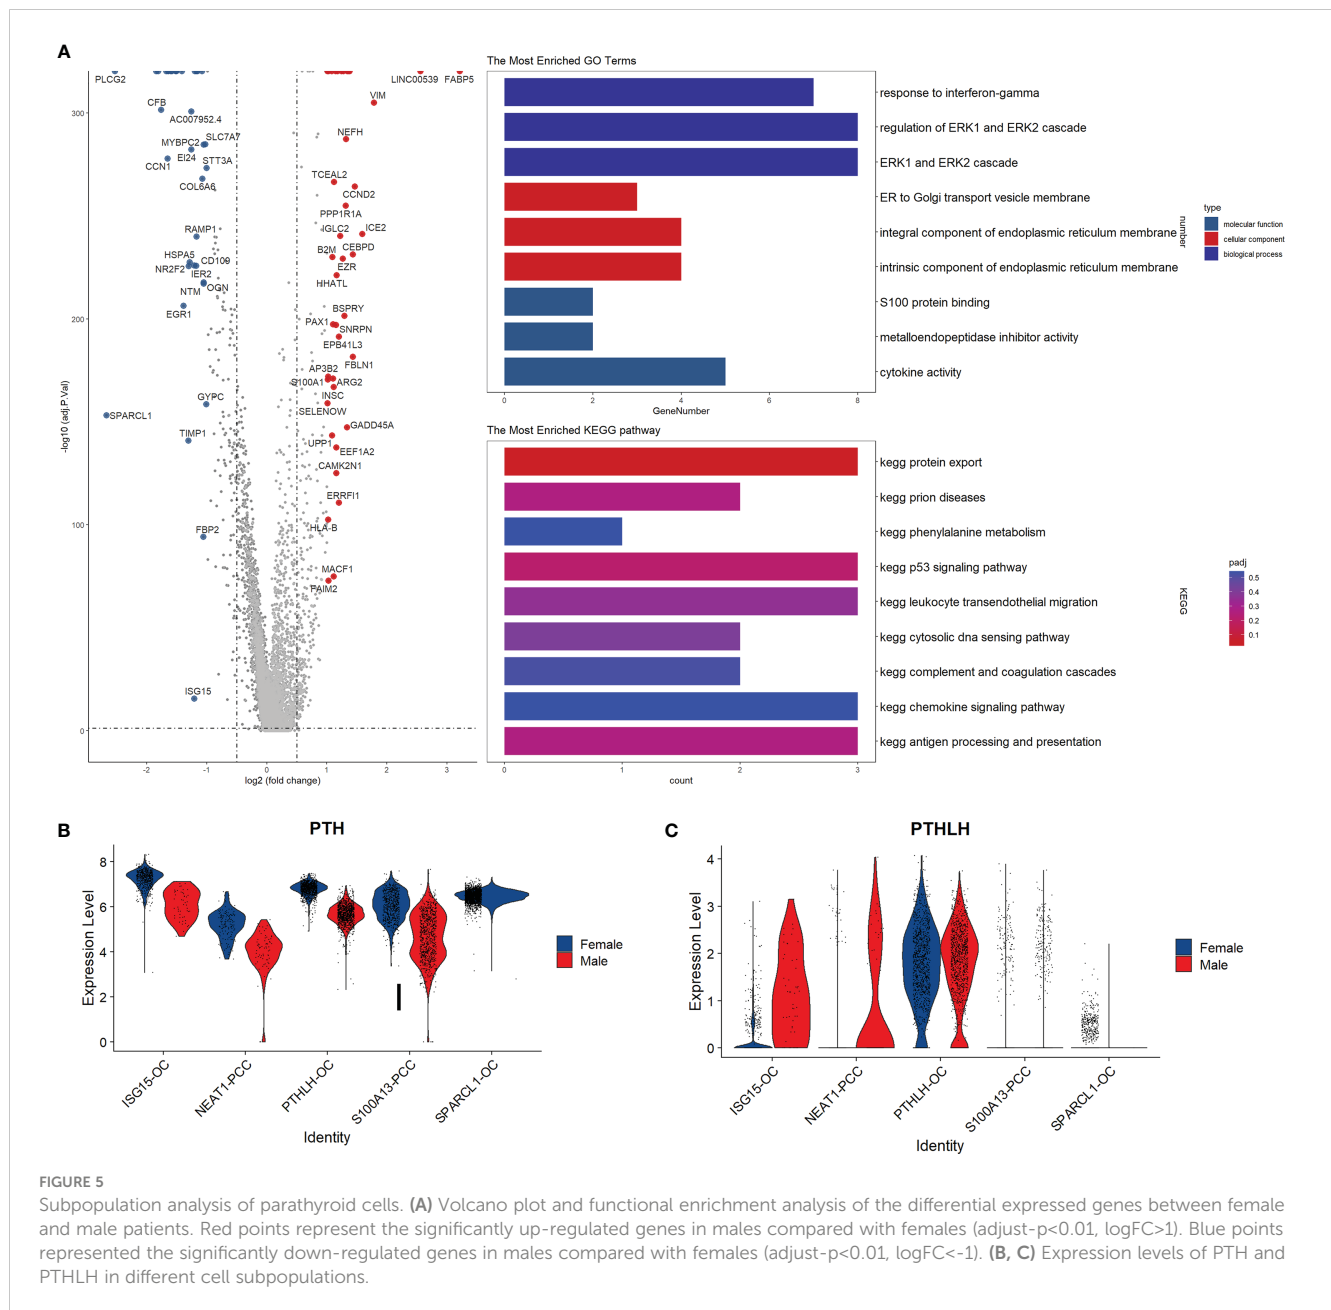 A
The Most Enriched GO Terms
PLCG2
LINC00539
FABP5
CFB
VIM
300
AC007952.4
NEFH
MYBPC2
SLC7A7
EI24
CCN1
STT3A
TCEAL2
COL6A6
CCND2
PPP1R1A
RAMP1
IGLC2
ICE2
HSPA5
CD109
B2M
CEBPD
NR2F2
IER2
EZR
NTM
OGN
HHATL
EGR1
BSPRY
200
PAX1
SNRPN
EPB41L3
FBLN1
AP3B2
S100A1
ARG2
GYPC
INSC
SPARCL1
SELENOW
TIMP1
GADD45A
UPP1
EEF1A2
CAMK2N1
ERRFI1
100
FBP2
HLA-B
MACF1
FAIM2
ISG15
0
-log10 (adj.P.Val)
-2
-1
0
1
2
3
log2 (fold change)
response to interferon-gamma
regulation of ERK1 and ERK2 cascade
ERK1 and ERK2 cascade
ER to Golgi transport vesicle membrane
integral component of endoplasmic reticulum membrane
intrinsic component of endoplasmic reticulum membrane
S100 protein binding
metalloendopeptidase inhibitor activity
cytokine activity
0
2
4
6
8
GeneNumber
number
type
molecular function
cellular component
biological process
The Most Enriched KEGG pathway
kegg protein export
kegg prion diseases
kegg phenylalanine metabolism
kegg p53 signaling pathway
kegg leukocyte transendothelial migration
kegg cytosolic dna sensing pathway
kegg complement and coagulation cascades
kegg chemokine signaling pathway
kegg antigen processing and presentation
0
1
2
3
count
KEGG
padj
0.5
0.4
0.3
0.2
0.1
B
PTH
8
6
4
2
0
Expression Level
ISG15-OC
NEAT1-PCC
PTHLH-OC
S100A13-PCC
SPARCL1-OC
Identity
Female
Male
C
PTHLH
4
3
2
1
0
Expression Level
ISG15-OC
NEAT1-PCC
PTHLH-OC
S100A13-PCC
SPARCL1-OC
Identity
Female
Male
FIGURE 5
Subpopulation analysis of parathyroid cells. (A) Volcano plot and functional enrichment analysis of the differential expressed genes between female
and male patients. Red points represent the significantly up-regulated genes in males compared with females (adjust-p<0.01, logFC>1). Blue points
represented the significantly down-regulated genes in males compared with females (adjust-p<0.01, logFC<-1). (B, C) Expression levels of PTH and
PTHLH in different cell subpopulations.